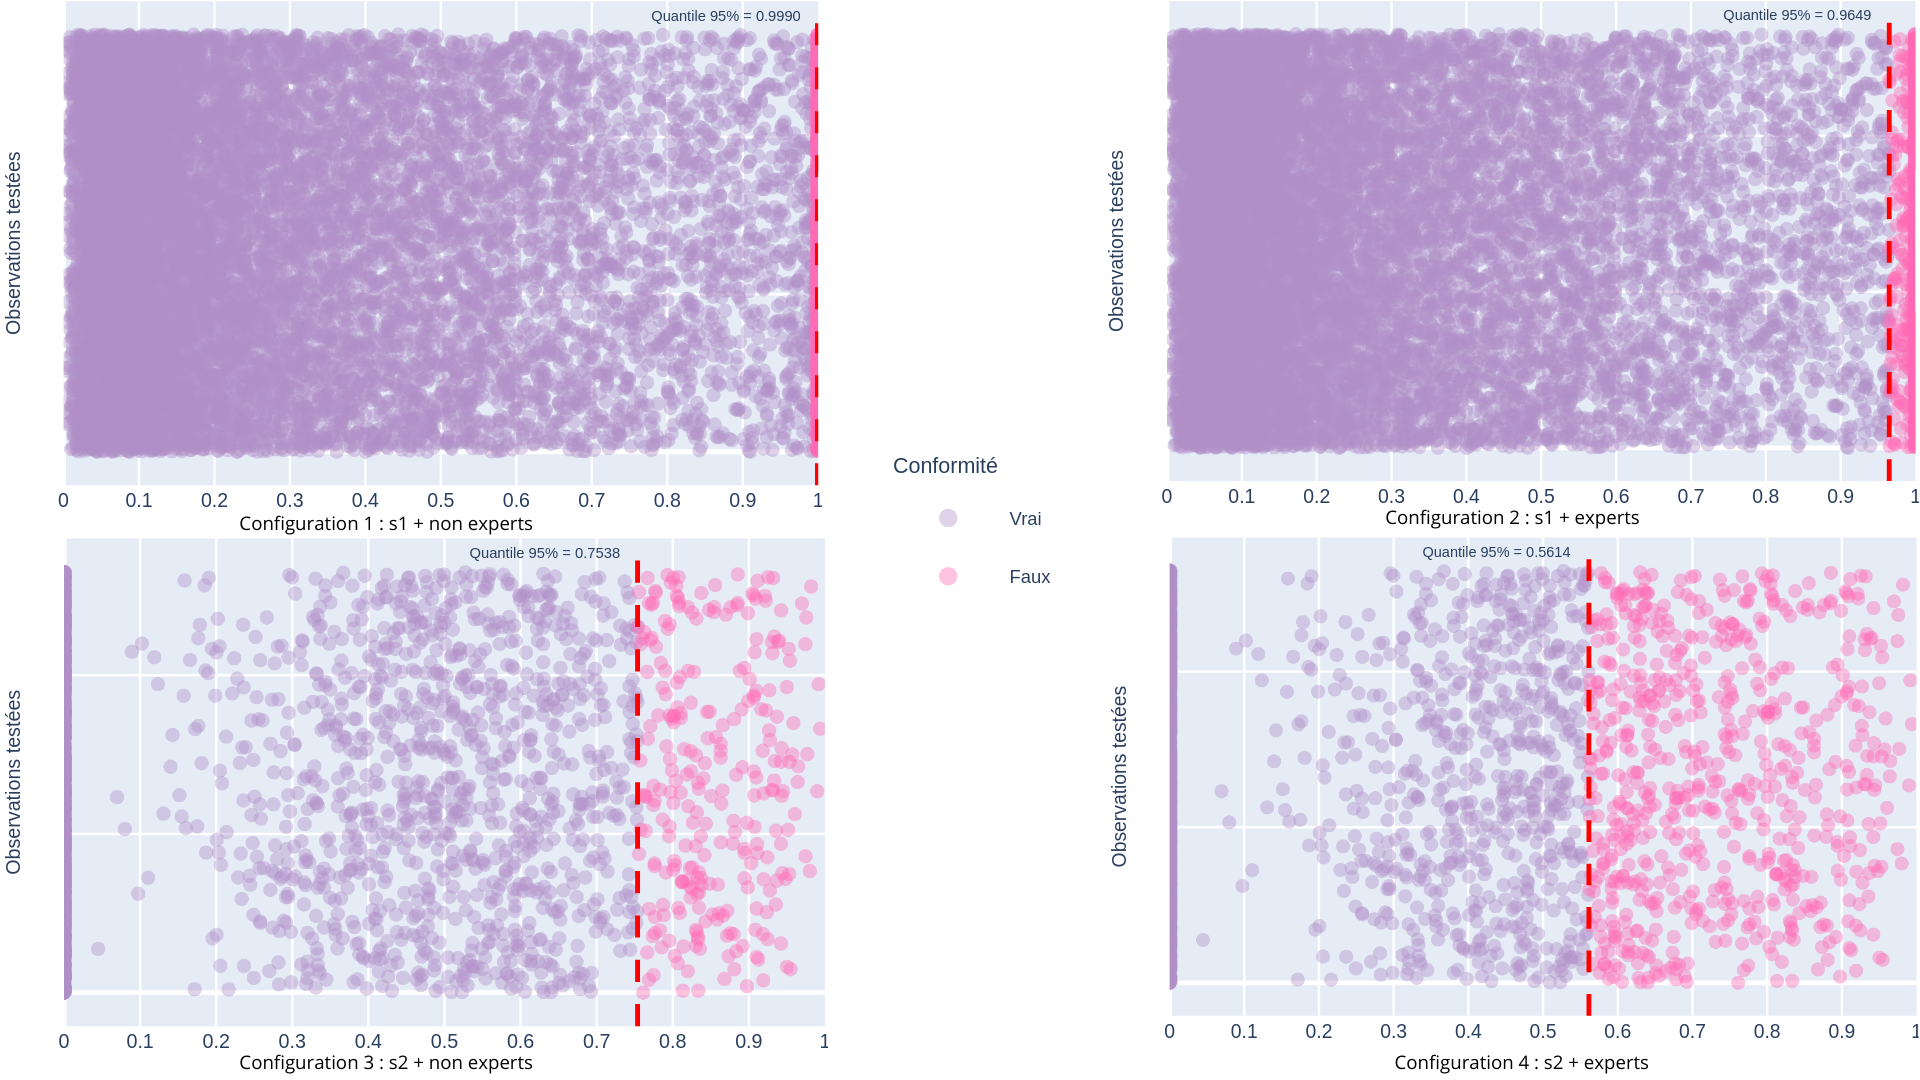 Quantile 95% = 0.9990
Observations testées
0 0.1 0.2 0.3 0.4 0.5 0.6 0.7 0.8 0.9 1
Configuration 1 : s1 + non experts
Quantile 95% = 0.9649
Observations testées
0 0.1 0.2 0.3 0.4 0.5 0.6 0.7 0.8 0.9 1
Configuration 2 : s1 + experts
Conformité
Vrai
Faux
Quantile 95% = 0.7538
Observations testées
0 0.1 0.2 0.3 0.4 0.5 0.6 0.7 0.8 0.9 1
Configuration 3 : s2 + non experts
Quantile 95% = 0.5614
Observations testées
0 0.1 0.2 0.3 0.4 0.5 0.6 0.7 0.8 0.9 1
Configuration 4 : s2 + experts